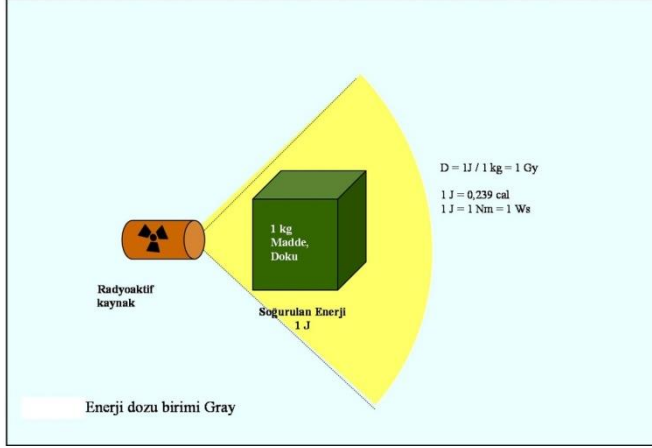 D = 1J / 1 kg = 1 Gy
1 J = 0,239 cal
1 J = 1 Nm = 1 Ws
1 kg
Madde,
Doku
Radyoaktif
kaynak
Soğurulan Enerji
1 J
Enerji dozu birimi Gray